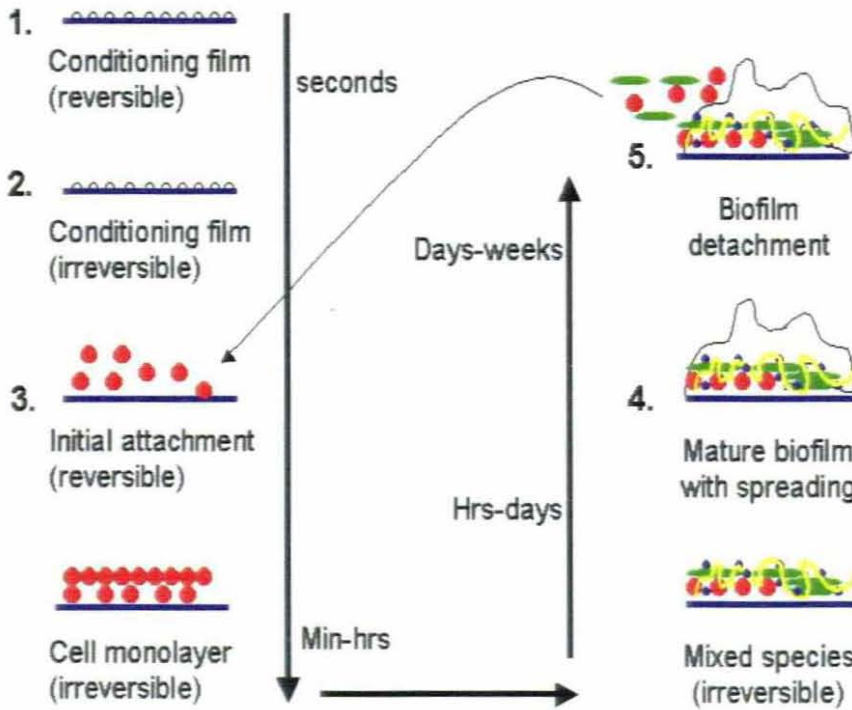 1.
Conditioning film
(reversible)
seconds
2.
Conditioning film
(irreversible)
3.
Initial attachment
(reversible)
Cell monolayer
(irreversible)
Min-hrs
5.
Biofilm
detachment
Days-weeks
4.
Mature biofilm
with spreading
Hrs-days
Mixed species
(irreversible)